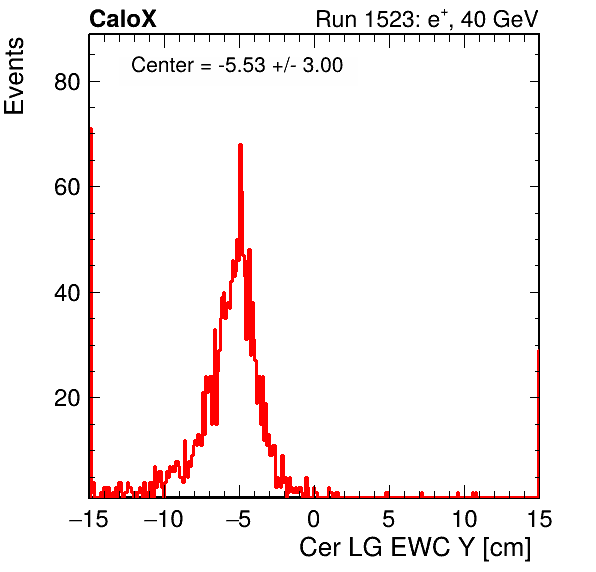 CaloX Run 1523: e⁺, 40 GeV
Center = -5.53 +/- 3.00
Events
80
60
40
20
−15 −10 −5 0 5 10 15
Cer LG EWC Y [cm]